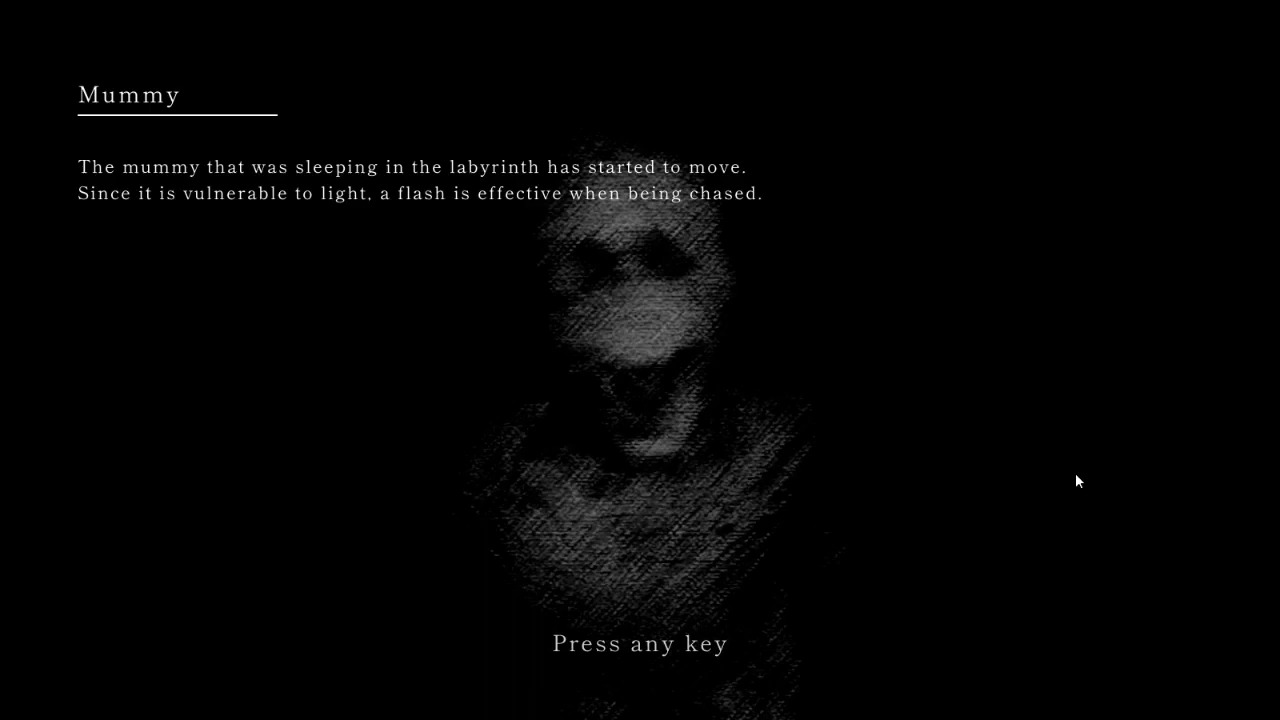 Mummy
The mummy that was sleeping in the labyrinth has started to move.
Since it is vulnerable to light, a flash is effective when being chased.
Press any key